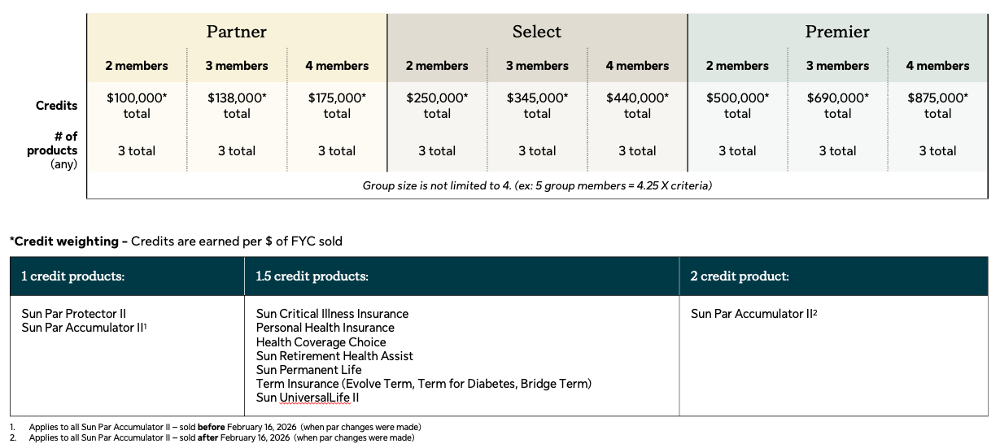 Partner Select Premier
2 members 3 members 4 members 2 members 3 members 4 members 2 members 3 members 4 members
Credits $100,000* total $138,000* total $175,000* total $250,000* total $345,000* total $440,000* total $500,000* total $690,000* total $875,000* total
# of products (any) 3 total 3 total 3 total 3 total 3 total 3 total 3 total 3 total 3 total
Group size is not limited to 4. (ex: 5 group members = 4.25 X criteria)
*Credit weighting – Credits are earned per $ of FYC sold
1 credit products: 1.5 credit products: 2 credit product:
Sun Par Protector II
Sun Par Accumulator II¹
Sun Critical Illness Insurance
Personal Health Insurance
Health Coverage Choice
Sun Retirement Health Assist
Sun Permanent Life
Term Insurance (Evolve Term, Term for Diabetes, Bridge Term)
Sun UniversalLife II
Sun Par Accumulator II²
1. Applies to all Sun Par Accumulator II – sold before February 16, 2026 (when par changes were made)
2. Applies to all Sun Par Accumulator II – sold after February 16, 2026 (when par changes were made)